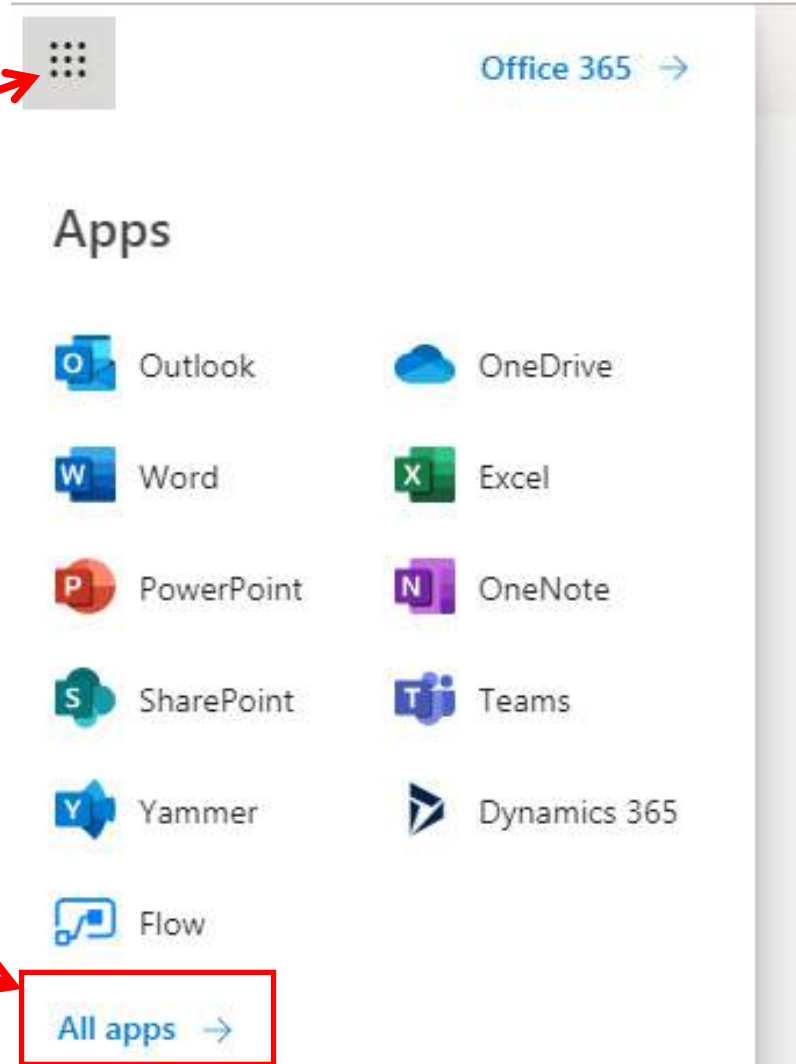 Office 365 →
Apps
Outlook
OneDrive
Word
Excel
PowerPoint
OneNote
SharePoint
Teams
Yammer
Dynamics 365
Flow
All apps →